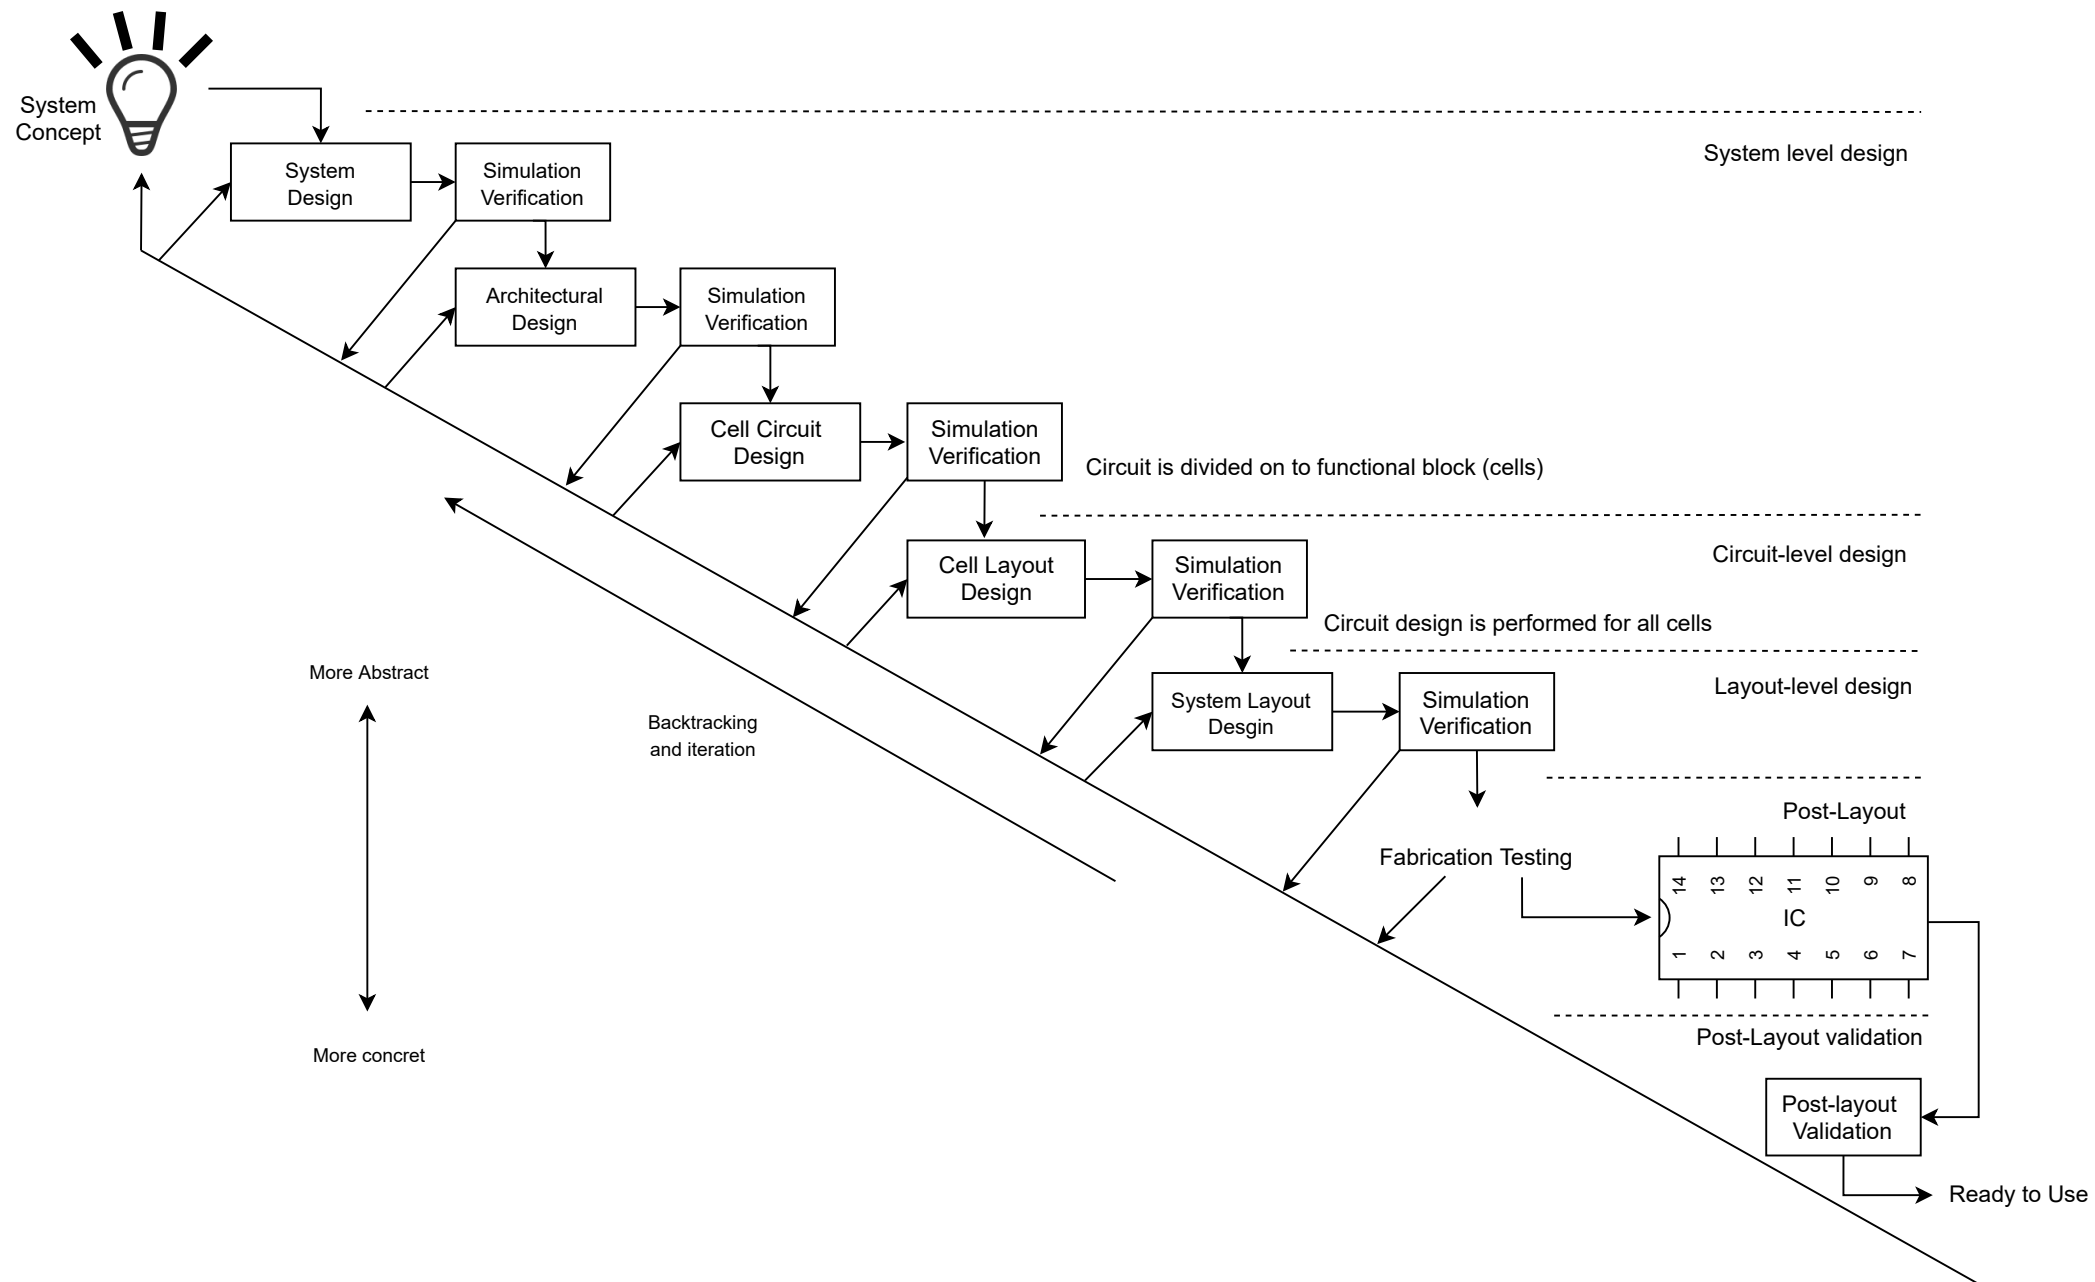 System
Concept
System level design
System
Design
Simulation
Verification
Architectural
Design
Simulation
Verification
Cell Circuit
Design
Simulation
Verification
Circuit is divided on to functional block (cells)
Circuit-level design
Cell Layout
Design
Simulation
Verification
Circuit design is performed for all cells
Layout-level design
System Layout
Desgin
Simulation
Verification
More Abstract
Backtracking
and iteration
More concret
Post-Layout
Fabrication Testing
14 13 12 11 10 9 8
IC
1 2 3 4 5 6 7
Post-Layout validation
Post-layout
Validation
Ready to Use